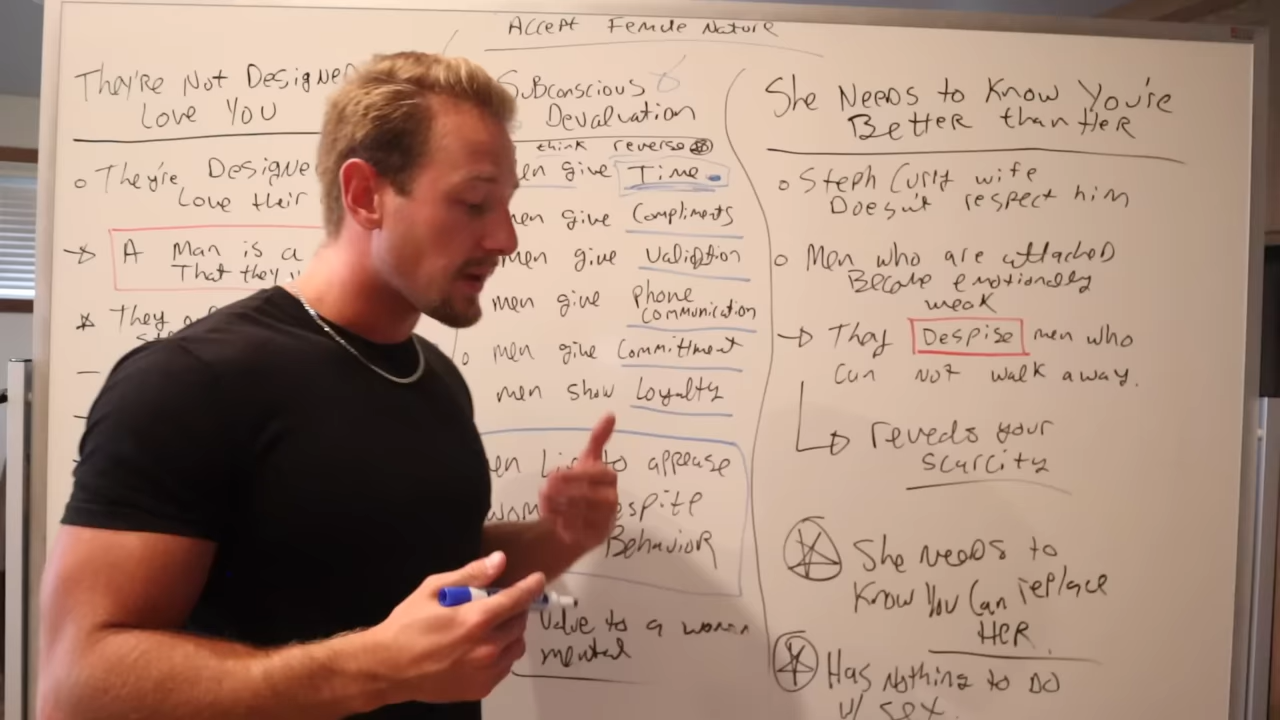 Accept Female Nature
They're Not Designed
Love You
They're Designe
Love their
A Man is a
That they
They
Subconscious
Devaluation
think reverse
en give Time
men give Compliments
men give Validation
men give phone
communication
men give Committment
men show Loyalty
to appease
Behavior
Value to a woman
mental
She Needs to Know You're
Better than Her
Steph Curry wife
Doesn't respect him
Men who are attached
Become emotionally
weak
They Despise men who
Can not walk away.
reveals your
scarcity
She needs to
Know You Can replace
Her.
Has nothing to do
w/ sex.